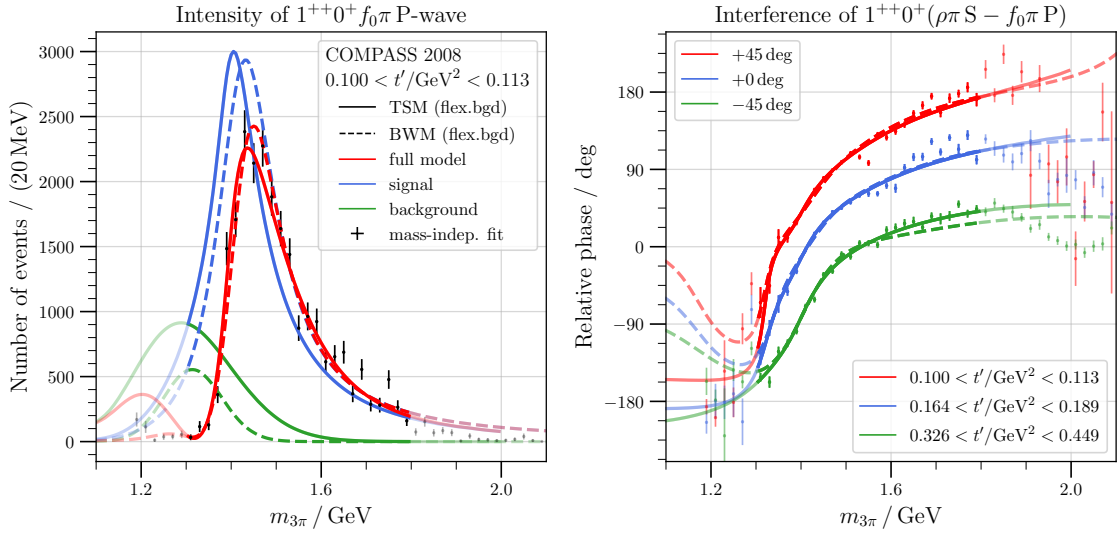 Intensity of 1⁺⁺0⁺ f₀π P-wave
Number of events / (20 MeV)
3000
2500
2000
1500
1000
500
0
COMPASS 2008
0.100 < t′/GeV² < 0.113
TSM (flex.bgd)
BWM (flex.bgd)
full model
signal
background
mass-indep. fit
1.2
1.6
2.0
m₃π / GeV
Interference of 1⁺⁺0⁺(ρπ S − f₀π P)
Relative phase / deg
180
90
0
−90
−180
+45 deg
+0 deg
−45 deg
0.100 < t′/GeV² < 0.113
0.164 < t′/GeV² < 0.189
0.326 < t′/GeV² < 0.449
1.2
1.6
2.0
m₃π / GeV